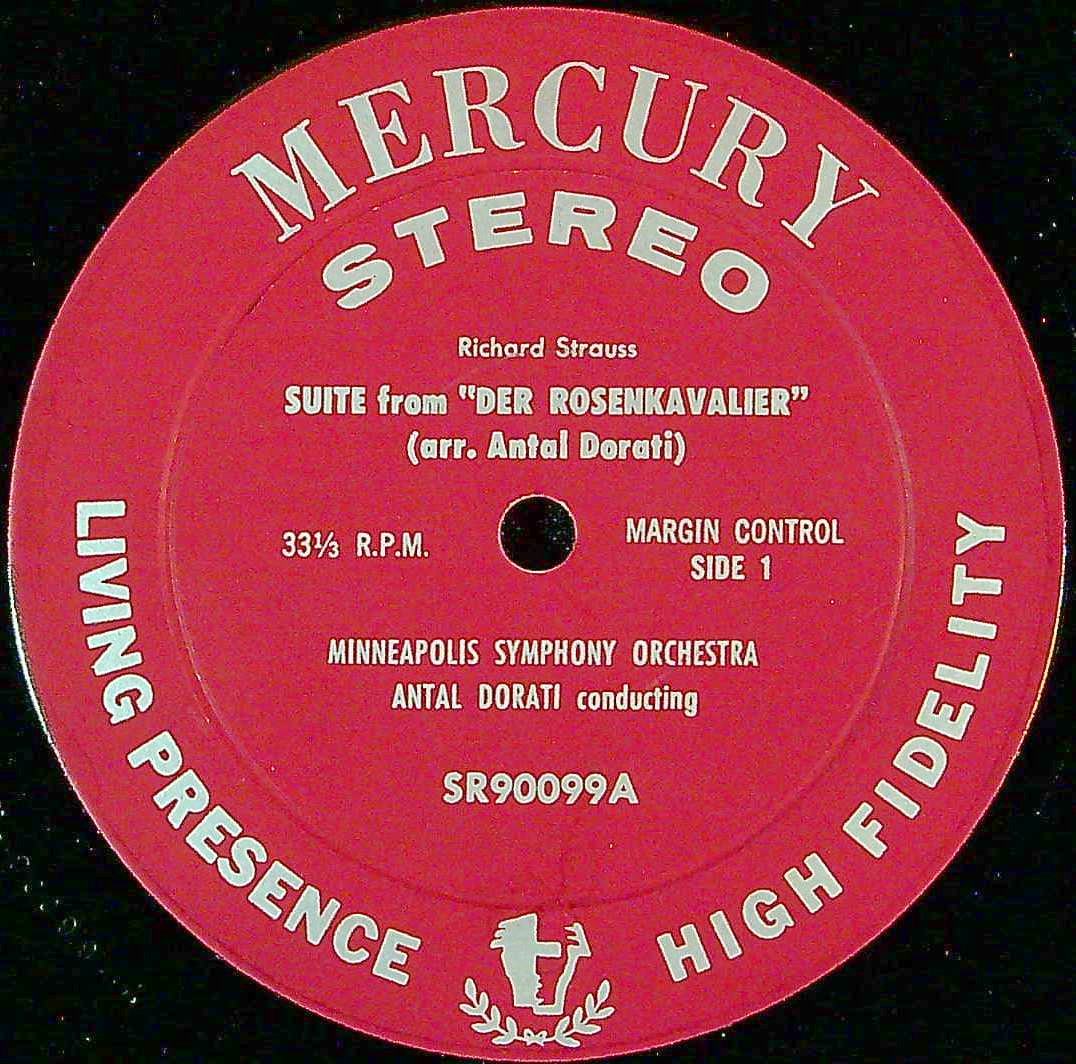 MERCURY
STEREO
Richard Strauss
SUITE from "DER ROSENKAVALIER"
(arr. Antal Dorati)
33⅓ R.P.M.
MARGIN CONTROL
SIDE 1
MINNEAPOLIS SYMPHONY ORCHESTRA
ANTAL DORATI conducting
SR90099A
LIVING PRESENCE
HIGH FIDELITY